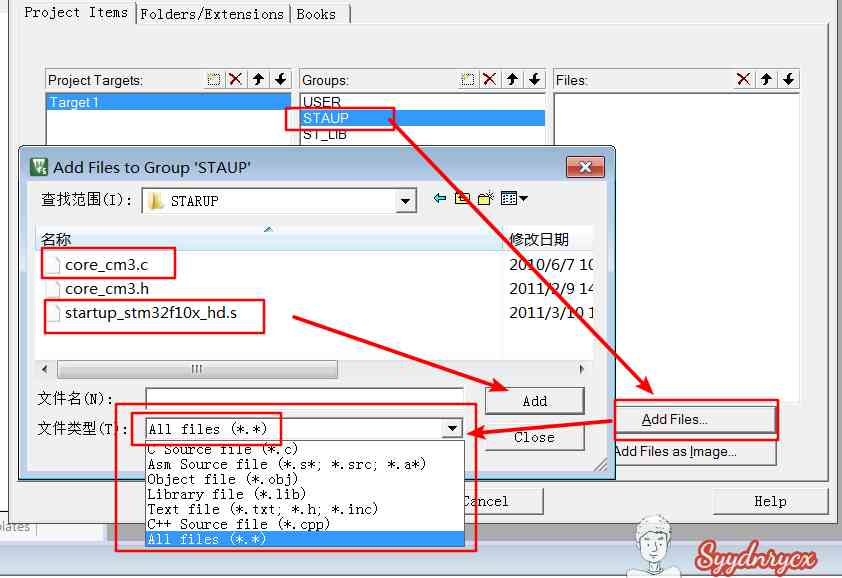 Project Items Folders/Extensions Books
Project Targets: Groups: Files:
Target 1
USER
STAUP
ST_LIB
Add Files to Group 'STAUP'
查找范围(I): STARUP
名称 修改日期
core_cm3.c 2010/6/7 10
core_cm3.h 2011/2/9 14
startup_stm32f10x_hd.s 2011/3/10 1
文件名(N): Add
文件类型(T): All files (*.*) Close
C Source file (*.c)
Asm Source file (*.s*; *.src; *.a*)
Object file (*.obj)
Library file (*.lib)
Text file (*.txt; *.h; *.inc)
C++ Source file (*.cpp)
All files (*.*)
Add Files...
Add Files as Image...
Cancel Help
plates
Syydnrycx